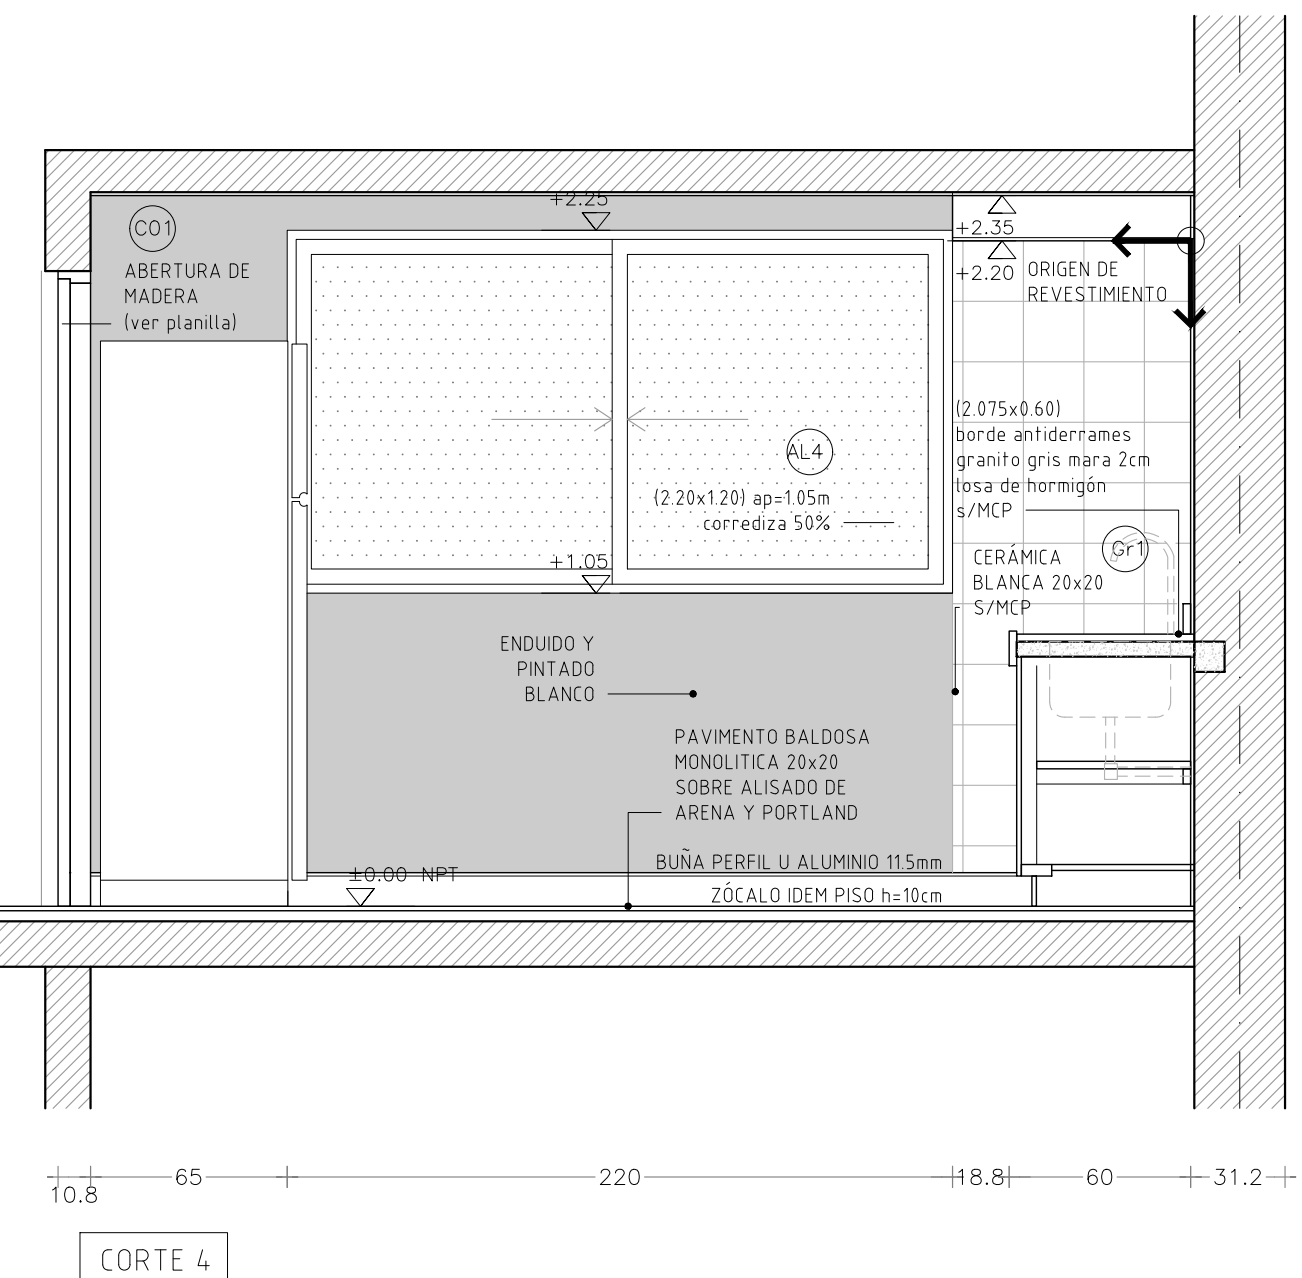 +2.25
CO1
+2.35
ABERTURA DE
MADERA
(ver planilla)
+2.20
ORIGEN DE
REVESTIMIENTO
(2.075x0.60)
borde antiderrames
granito gris mara 2cm
losa de hormigón
s/MCP
AL4
(2.20x1.20) ap=1.05m
corrediza 50%
Gr1
+1.05
CERÁMICA
BLANCA 20x20
S/MCP
ENDUIDO Y
PINTADO
BLANCO
PAVIMENTO BALDOSA
MONOLITICA 20x20
SOBRE ALISADO DE
ARENA Y PORTLAND
BUÑA PERFIL U ALUMINIO 11.5mm
±0.00 NPT
ZÓCALO IDEM PISO h=10cm
10.8 65 220 18.8 60 31.2
CORTE 4